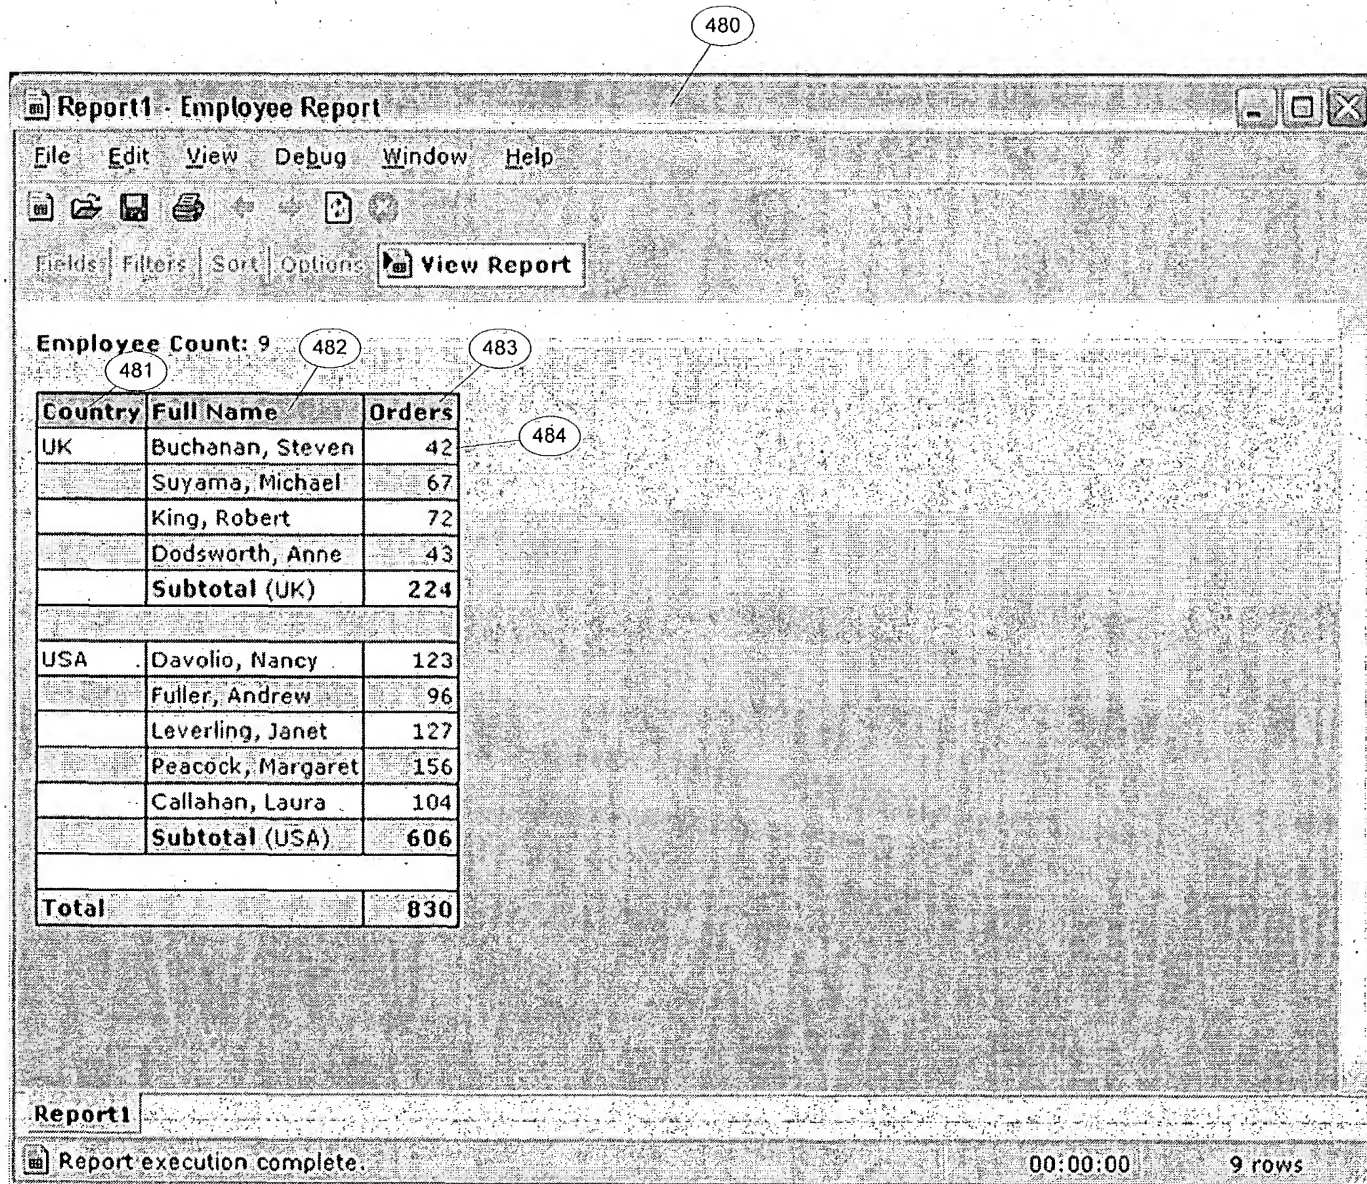 480
Report1 - Employee Report
File Edit View Debug Window Help
Fields Filters Sort Options View Report
Employee Count: 9
482
483
481
Country Full Name Orders
484
UK Buchanan, Steven 42
Suyama, Michael 67
King, Robert 72
Dodsworth, Anne 43
Subtotal (UK) 224
USA Davolio, Nancy 123
Fuller, Andrew 96
Leverling, Janet 127
Peacock, Margaret 156
Callahan, Laura 104
Subtotal (USA) 606
Total 830
Report1
Report execution complete. 00:00:00 9 rows